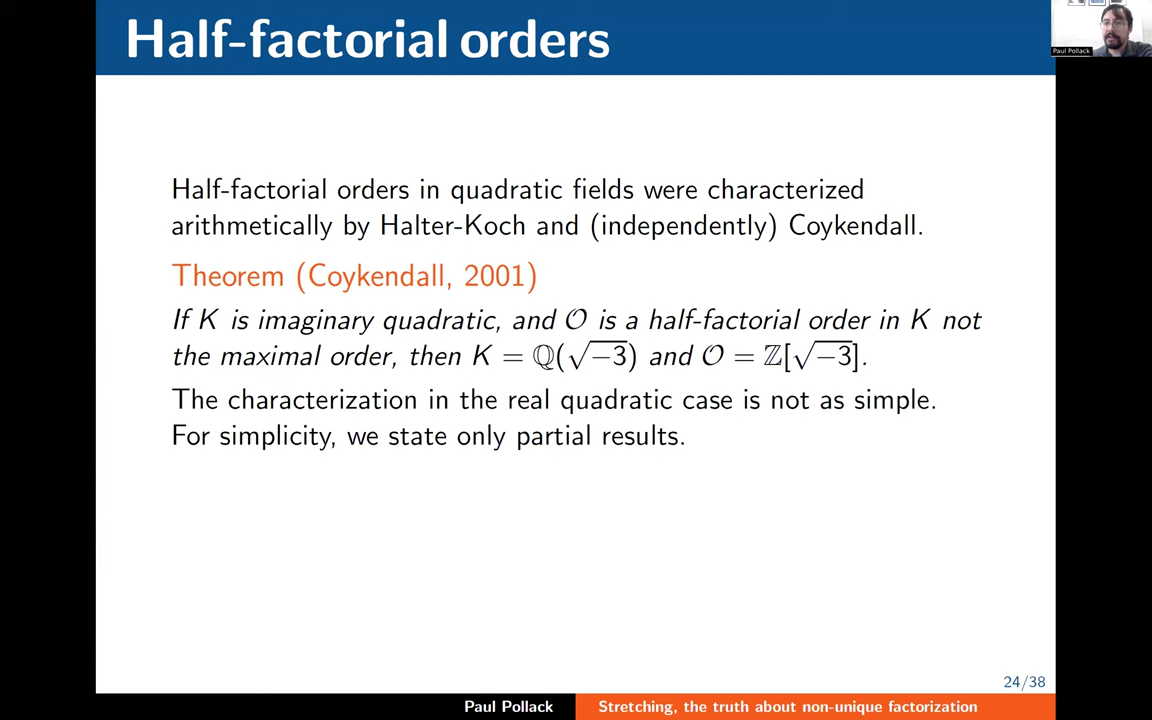 Half-factorial orders
Paul Pollack
Half-factorial orders in quadratic fields were characterized
arithmetically by Halter-Koch and (independently) Coykendall.
Theorem (Coykendall, 2001)
If K is imaginary quadratic, and 𝒪 is a half-factorial order in K not
the maximal order, then K = ℚ(√−3) and 𝒪 = ℤ[√−3].
The characterization in the real quadratic case is not as simple.
For simplicity, we state only partial results.
24/38
Paul Pollack
Stretching, the truth about non-unique factorization